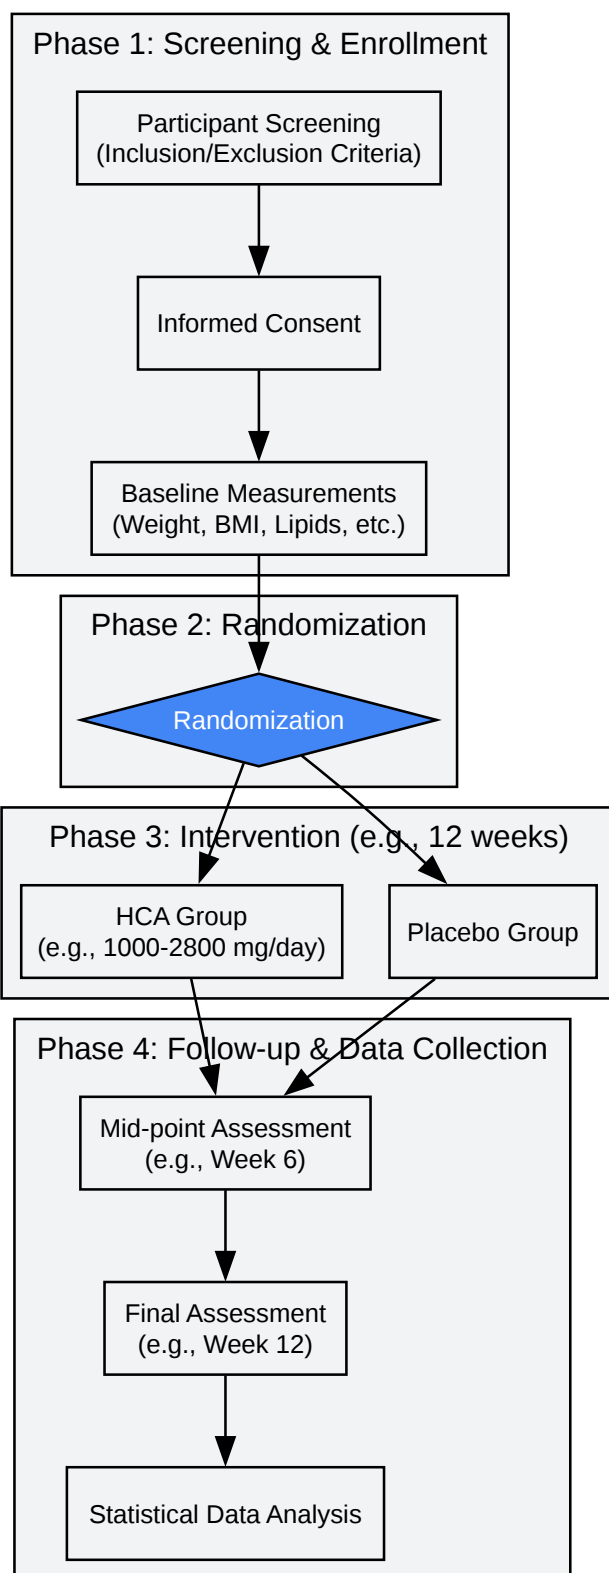 Phase 1: Screening & Enrollment
Participant Screening
(Inclusion/Exclusion Criteria)
Informed Consent
Baseline Measurements
(Weight, BMI, Lipids, etc.)
Phase 2: Randomization
Randomization
Phase 3: Intervention (e.g., 12 weeks)
HCA Group
(e.g., 1000-2800 mg/day)
Placebo Group
Phase 4: Follow-up & Data Collection
Mid-point Assessment
(e.g., Week 6)
Final Assessment
(e.g., Week 12)
Statistical Data Analysis